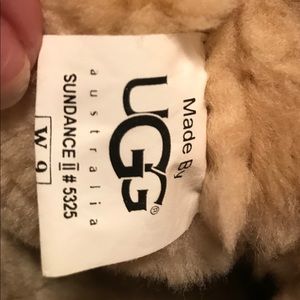 Made By
UGG®
australia
SUNDANCE II # 5325
W 9